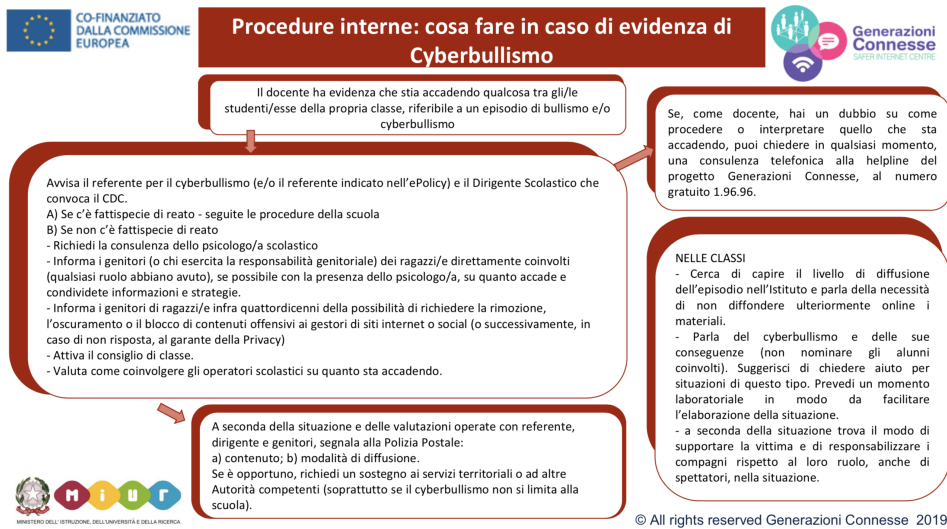 CO-FINANZIATO
DALLA COMMISSIONE
EUROPEA
Procedure interne: cosa fare in caso di evidenza di
Cyberbullismo
Generazioni
Connesse
SAFER INTERNET CENTRE
Il docente ha evidenza che stia accadendo qualcosa tra gli/le
studenti/esse della propria classe, riferibile a un episodio di bullismo e/o
cyberbullismo
Se, come docente, hai un dubbio su come
procedere o interpretare quello che sta
accadendo, puoi chiedere in qualsiasi momento,
una consulenza telefonica alla helpline del
progetto Generazioni Connesse, al numero
gratuito 1.96.96.
Avvisa il referente per il cyberbullismo (e/o il referente indicato nell'ePolicy) e il Dirigente Scolastico che
convoca il CDC.
A) Se c'è fattispecie di reato - seguite le procedure della scuola
B) Se non c'è fattispecie di reato
- Richiedi la consulenza dello psicologo/a scolastico
- Informa i genitori (o chi esercita la responsabilità genitoriale) dei ragazzi/e direttamente coinvolti
(qualsiasi ruolo abbiano avuto), se possibile con la presenza dello psicologo/a, su quanto accade e
condividete informazioni e strategie.
- Informa i genitori di ragazzi/e infra quattordicenni della possibilità di richiedere la rimozione,
l'oscuramento o il blocco di contenuti offensivi ai gestori di siti internet o social (o successivamente, in
caso di non risposta, al garante della Privacy)
- Attiva il consiglio di classe.
- Valuta come coinvolgere gli operatori scolastici su quanto sta accadendo.
NELLE CLASSI
- Cerca di capire il livello di diffusione
dell'episodio nell'Istituto e parla della necessità
di non diffondere ulteriormente online i
materiali.
- Parla del cyberbullismo e delle sue
conseguenze (non nominare gli alunni
coinvolti). Suggerisci di chiedere aiuto per
situazioni di questo tipo. Prevedi un momento
laboratoriale in modo da facilitare
l'elaborazione della situazione.
- a seconda della situazione trova il modo di
supportare la vittima e di responsabilizzare i
compagni rispetto al loro ruolo, anche di
spettatori, nella situazione.
A seconda della situazione e delle valutazioni operate con referente,
dirigente e genitori, segnala alla Polizia Postale:
a) contenuto; b) modalità di diffusione.
Se è opportuno, richiedi un sostegno ai servizi territoriali o ad altre
Autorità competenti (soprattutto se il cyberbullismo non si limita alla
scuola).
MIUR
MINISTERO DELL'ISTRUZIONE, DELL'UNIVERSITÀ E DELLA RICERCA
© All rights reserved Generazioni Connesse 2019